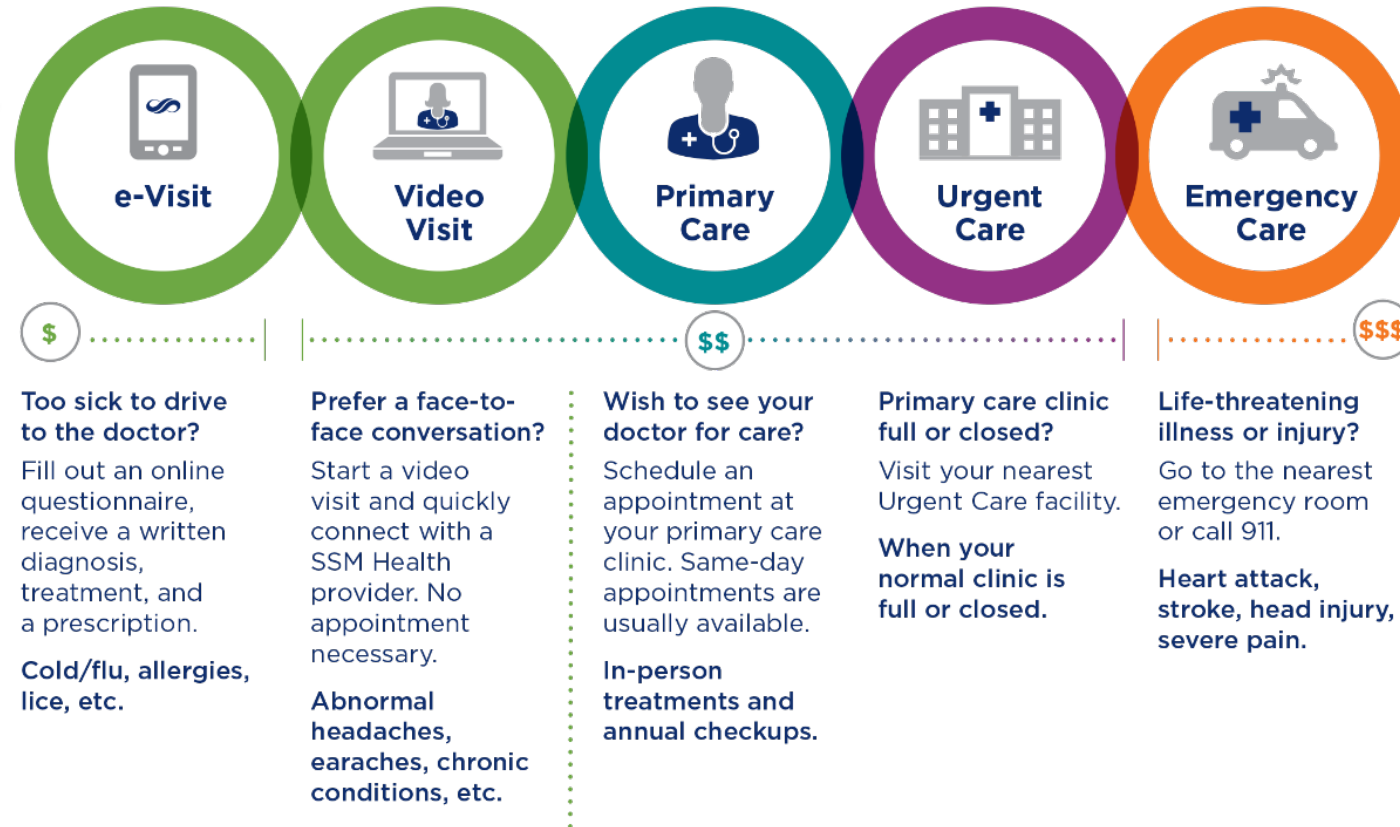 e-Visit
Video
Visit
Primary
Care
Urgent
Care
Emergency
Care
$
$$
$$$
Too sick to drive
to the doctor?
Fill out an online
questionnaire,
receive a written
diagnosis,
treatment, and
a prescription.
Cold/flu, allergies,
lice, etc.
Prefer a face-to-
face conversation?
Start a video
visit and quickly
connect with a
SSM Health
provider. No
appointment
necessary.
Abnormal
headaches,
earaches, chronic
conditions, etc.
Wish to see your
doctor for care?
Schedule an
appointment at
your primary care
clinic. Same-day
appointments are
usually available.
In-person
treatments and
annual checkups.
Primary care clinic
full or closed?
Visit your nearest
Urgent Care facility.
When your
normal clinic is
full or closed.
Life-threatening
illness or injury?
Go to the nearest
emergency room
or call 911.
Heart attack,
stroke, head injury,
severe pain.